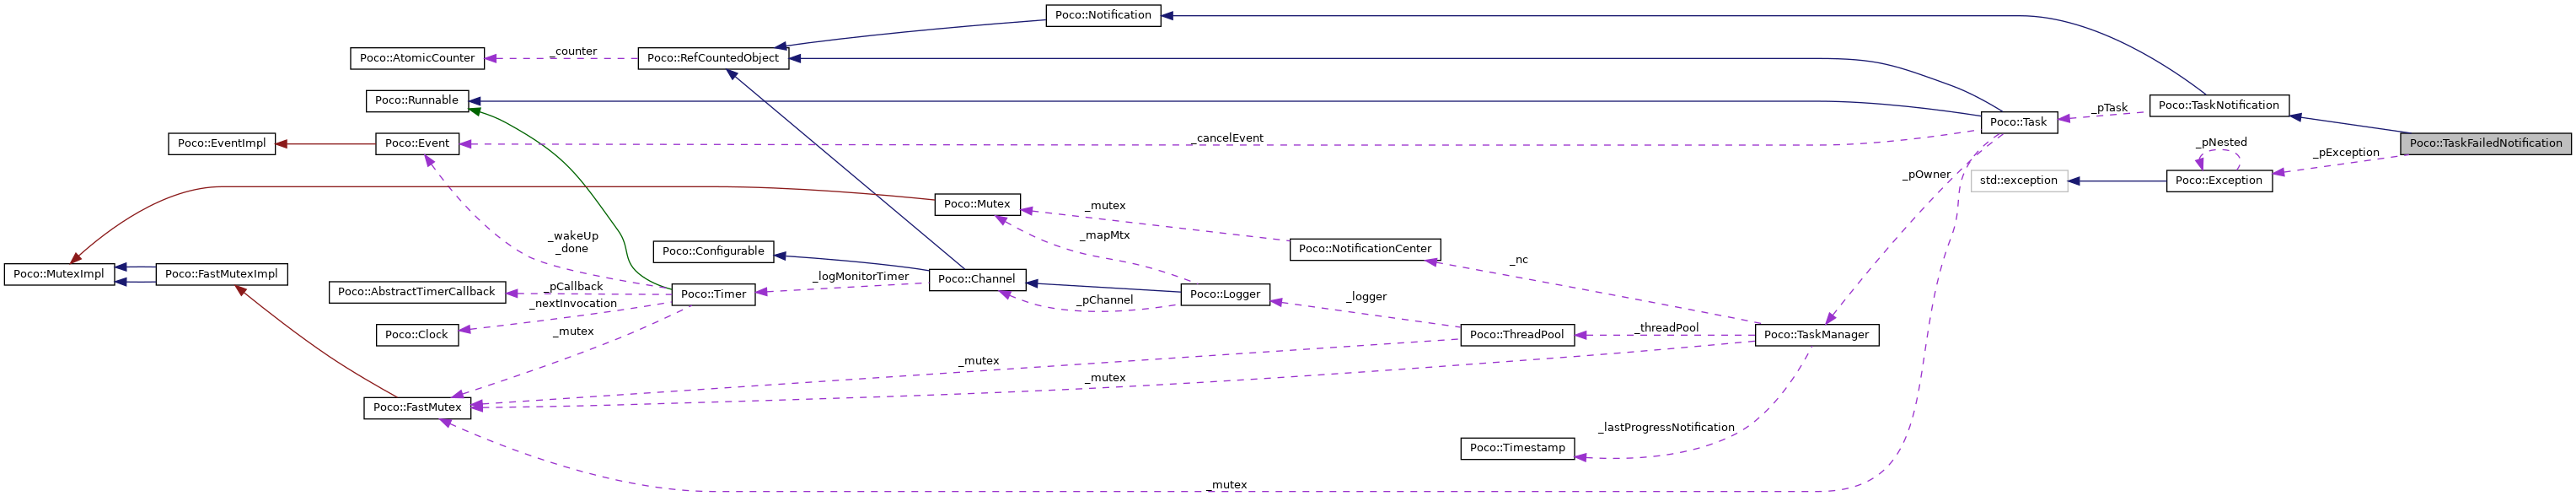 Poco::Notification
_counter
Poco::AtomicCounter
Poco::RefCountedObject
Poco::Runnable
_pTask
Poco::TaskNotification
Poco::Task
_cancelEvent
Poco::EventImpl
Poco::Event
_pNested
Poco::TaskFailedNotification
_pException
_pOwner
std::exception
Poco::Exception
Poco::Mutex
_mutex
_wakeUp
_done
_mapMtx
Poco::Configurable
Poco::NotificationCenter
_nc
Poco::MutexImpl
Poco::FastMutexImpl
_logMonitorTimer
Poco::Channel
Poco::AbstractTimerCallback
_pCallback
Poco::Timer
_pChannel
Poco::Logger
_logger
_nextInvocation
Poco::Clock
_mutex
Poco::ThreadPool
_threadPool
Poco::TaskManager
_mutex
_mutex
Poco::FastMutex
_lastProgressNotification
Poco::Timestamp
_mutex